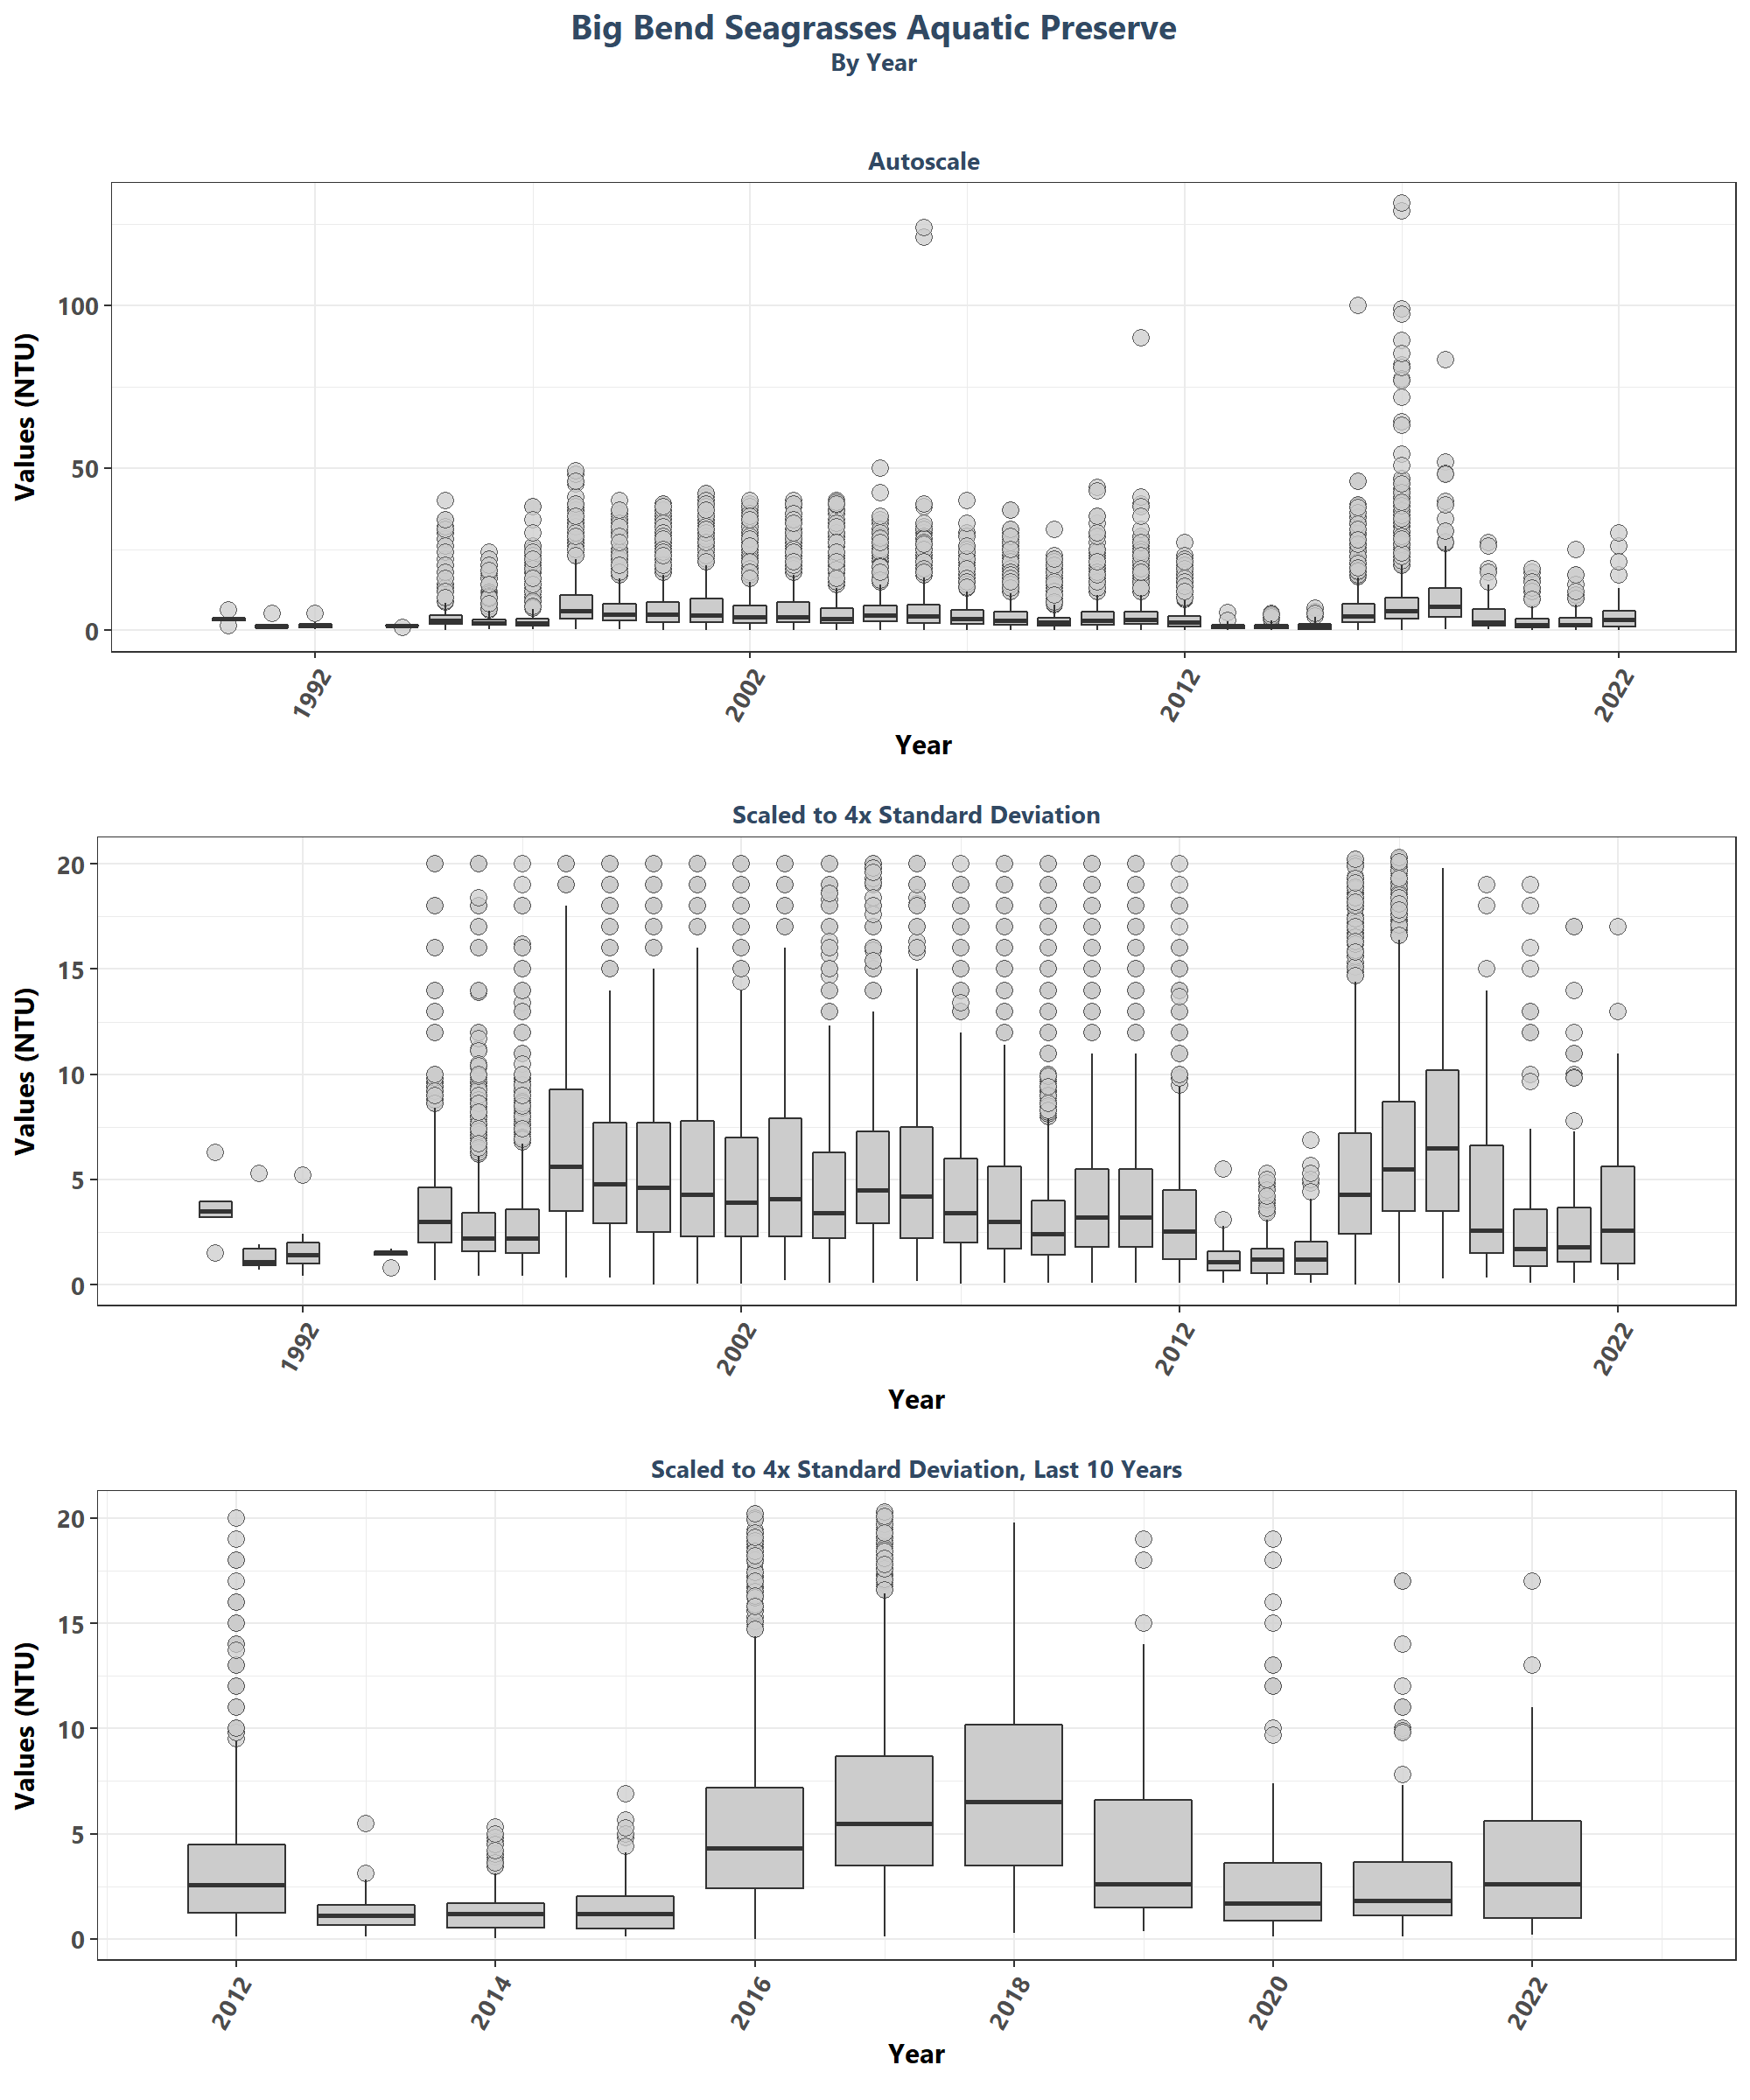 Big Bend Seagrasses Aquatic Preserve
By Year
Autoscale
Values (NTU)
100
50
0
1992
2002
2012
2022
Year
Scaled to 4x Standard Deviation
Values (NTU)
20
15
10
5
0
1992
2002
2012
2022
Year
Scaled to 4x Standard Deviation, Last 10 Years
Values (NTU)
20
15
10
5
0
2012
2014
2016
2018
2020
2022
Year